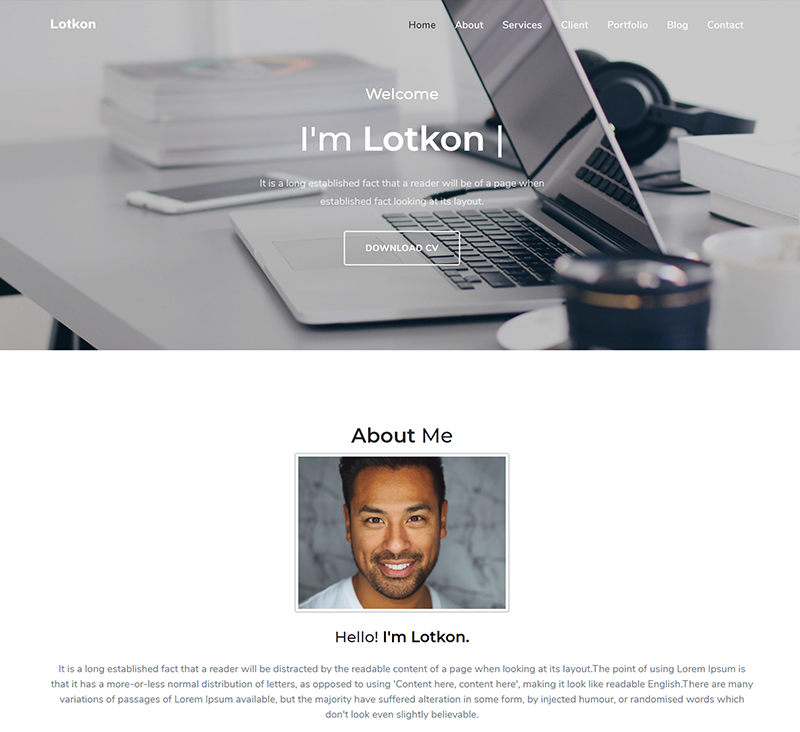 Lotkon
Home About Services Client Portfolio Blog Contact
Welcome
I'm Lotkon |
It is a long established fact that a reader will be of a page when
established fact looking at its layout.
DOWNLOAD CV
About Me
Hello! I'm Lotkon.
It is a long established fact that a reader will be distracted by the readable content of a page when looking at its layout.The point of using Lorem Ipsum is
that it has a more-or-less normal distribution of letters, as opposed to using 'Content here, content here', making it look like readable English.There are many
variations of passages of Lorem Ipsum available, but the majority have suffered alteration in some form, by injected humour, or randomised words which
don't look even slightly believable.